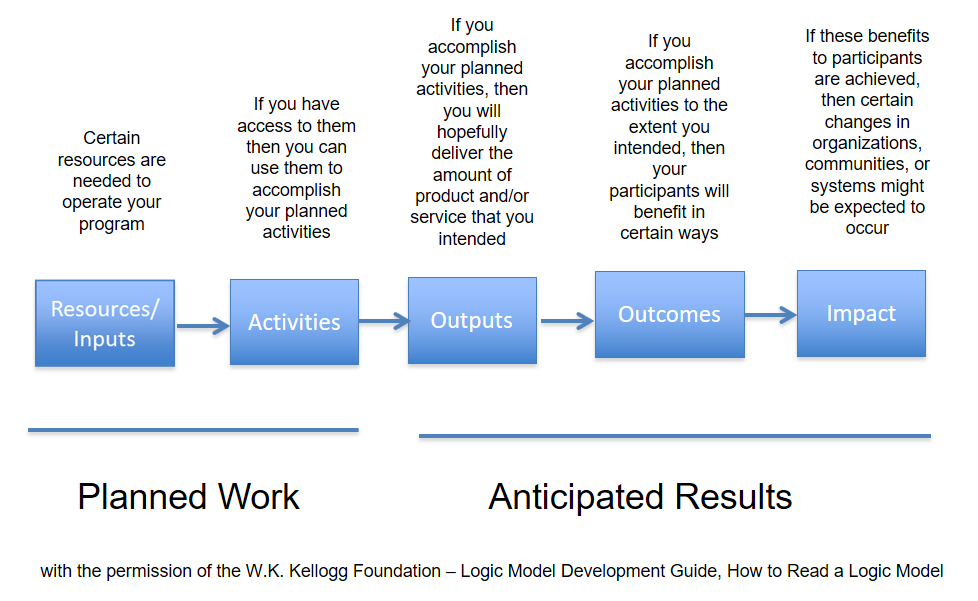 Certain
resources are
needed to
operate your
program
If you have
access to them
then you can
use them to
accomplish
your planned
activities
If you
accomplish
your planned
activities, then
you will
hopefully
deliver the
amount of
product and/or
service that you
intended
If you
accomplish
your planned
activities to the
extent you
intended, then
your
participants will
benefit in
certain ways
If these benefits
to participants
are achieved,
then certain
changes in
organizations,
communities, or
systems might
be expected to
occur
Resources/
Inputs
Activities
Outputs
Outcomes
Impact
Planned Work
Anticipated Results
with the permission of the W.K. Kellogg Foundation – Logic Model Development Guide, How to Read a Logic Model